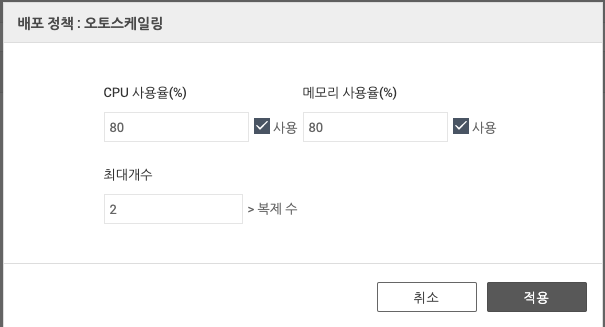 배포 정책 : 오토스케일링
CPU 사용율(%) 메모리 사용율(%)
80 사용 80 사용
최대개수
2 > 복제 수
취소 적용